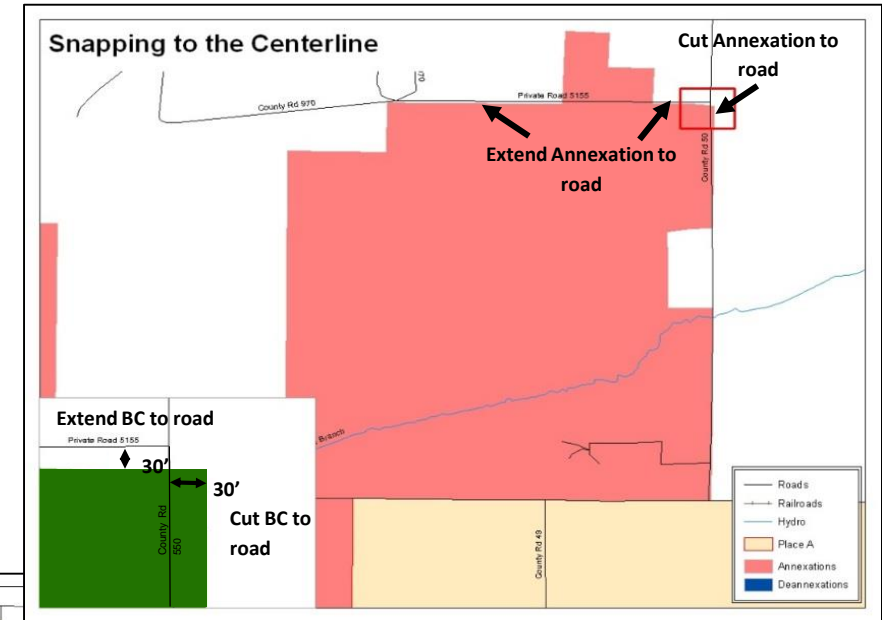 Snapping to the Centerline
Cut Annexation to
road
070
County Rd 970
Private Road 5155
Extend Annexation to
road
County Rd 50
Extend BC to road
Private Road 5155
30'
30'
Cut BC to
road
County Rd
550
Branch
County Rd 49
Roads
Railroads
Hydro
Place A
Annexations
Deannexations